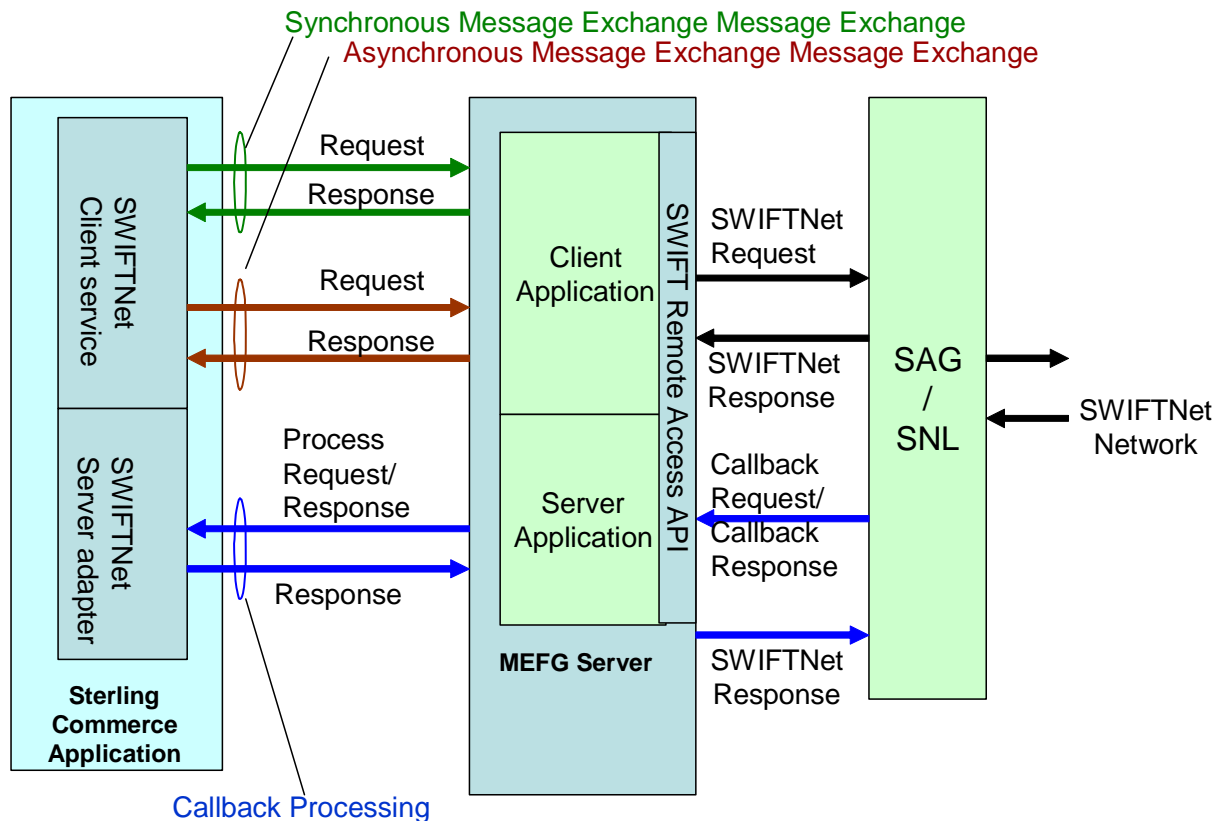 Synchronous Message Exchange Message Exchange
Asynchronous Message Exchange Message Exchange
SWIFTNet
Client service
SWIFTNet
Server adapter
Sterling
Commerce
Application
Request
Response
Request
Response
Process
Request/
Response
Response
Callback Processing
Client
Application
Server
Application
SWIFT Remote Access API
MEFG Server
SWIFTNet
Request
SWIFTNet
Response
Callback
Request/
Callback
Response
SWIFTNet
Response
SAG
/
SNL
SWIFTNet
Network